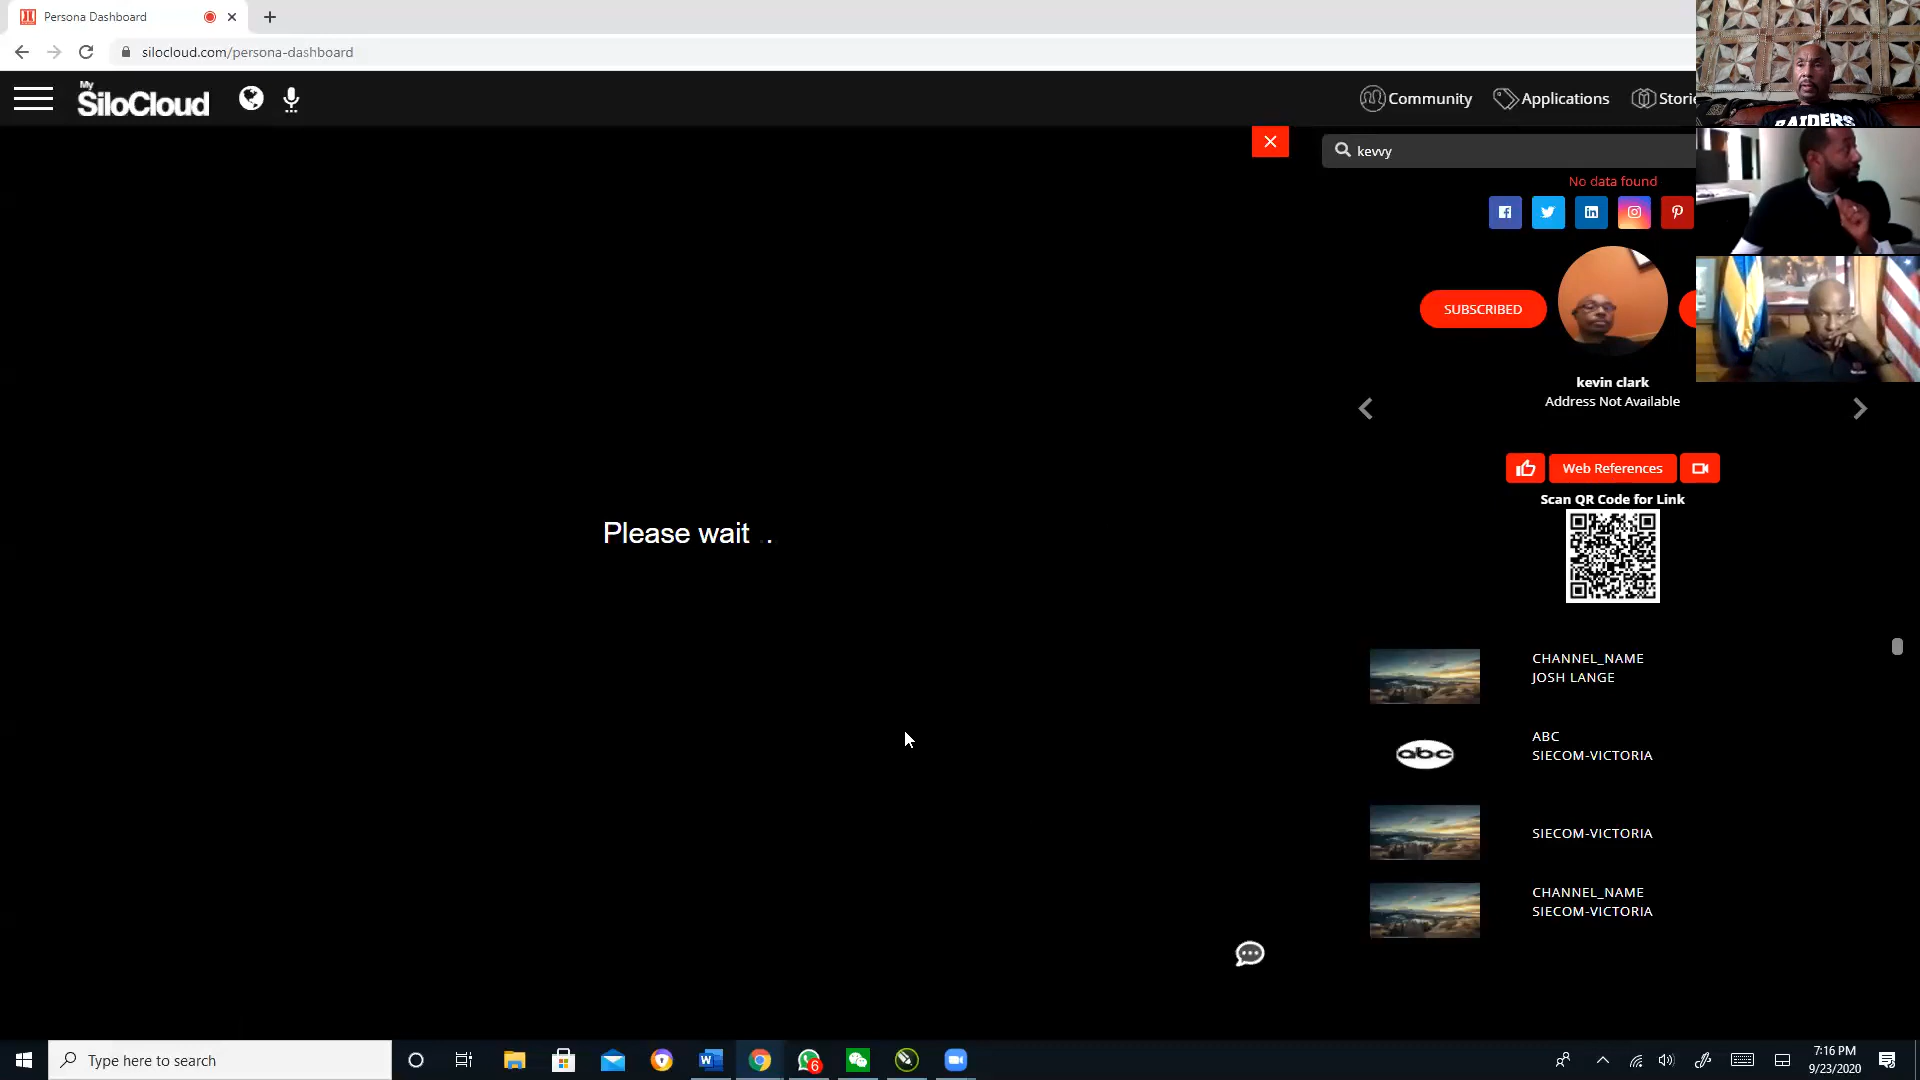 Persona Dashboard
silocloud.com/persona-dashboard
My
SiloCloud
Community
Applications
kevvy
No data found
SUBSCRIBED
kevin clark
Address Not Available
Web References
Scan QR Code for Link
CHANNEL_NAME
JOSH LANGE
abc
ABC
SIECOM-VICTORIA
SIECOM-VICTORIA
CHANNEL_NAME
SIECOM-VICTORIA
Please wait .
RAIDERS
Type here to search
6
7:16 PM
9/23/2020